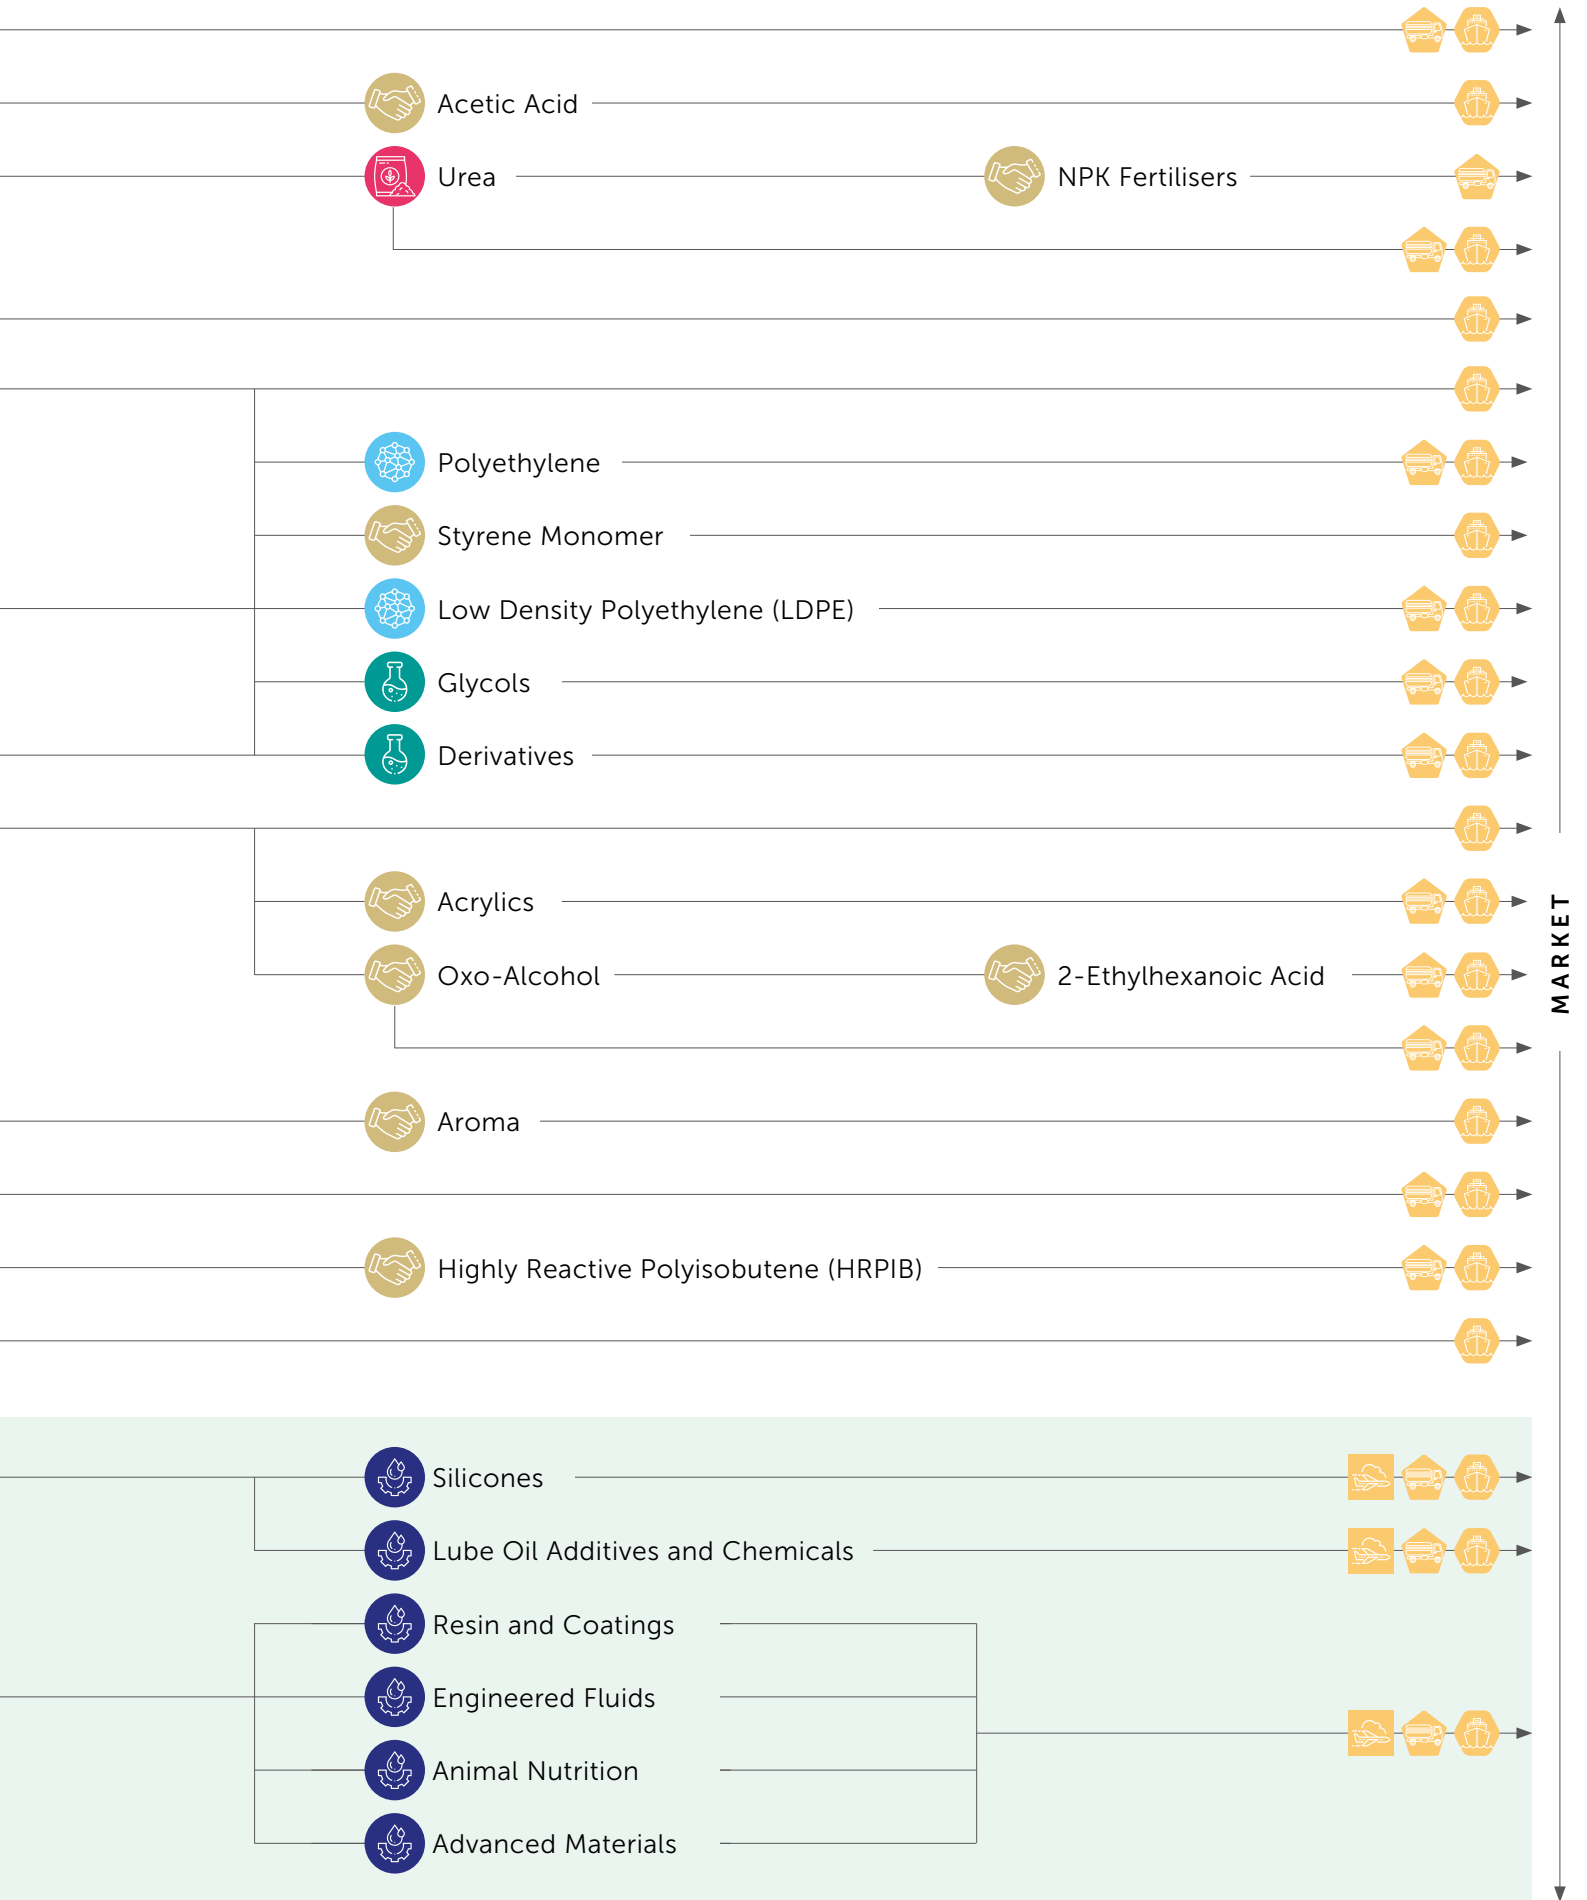 Acetic Acid
Urea
NPK Fertilisers
Polyethylene
Styrene Monomer
Low Density Polyethylene (LDPE)
Glycols
Derivatives
Acrylics
Oxo-Alcohol
2-Ethylhexanoic Acid
MARKET
Aroma
Highly Reactive Polyisobutene (HRPIB)
Silicones
Lube Oil Additives and Chemicals
Resin and Coatings
Engineered Fluids
Animal Nutrition
Advanced Materials